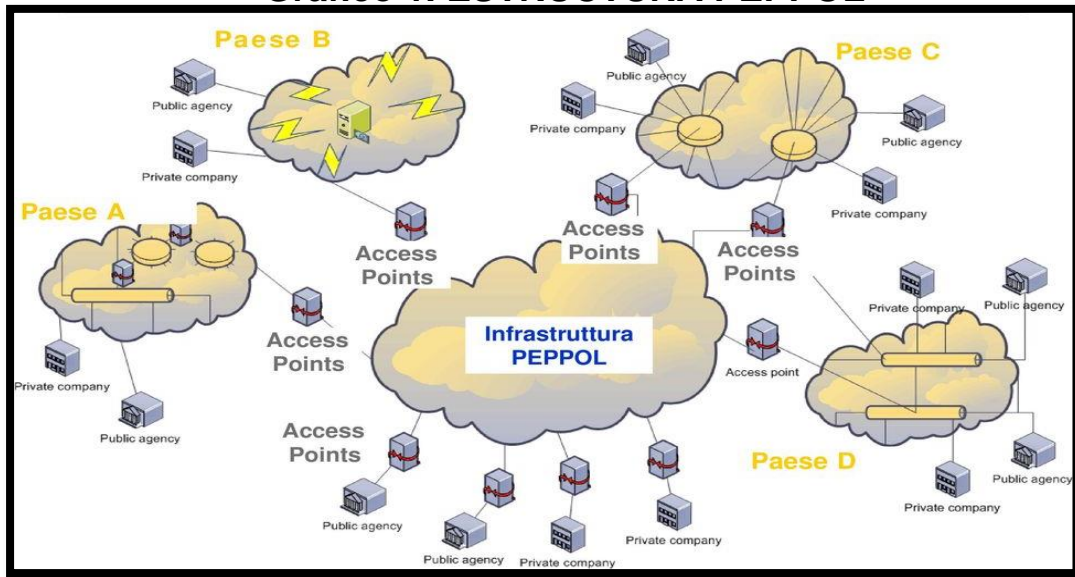 Paese B
Paese C
Public agency
Public agency
Private company
Public agency
Private company
Private company
Paese A
Access
Points
Access
Points
Access
Points
Private company
Public agency
Infrastruttura
PEPPOL
Access
Points
Access point
Private company
Public agency
Access
Points
Paese D
Public agency
Private company
Public agency
Public agency
Private company
Private company